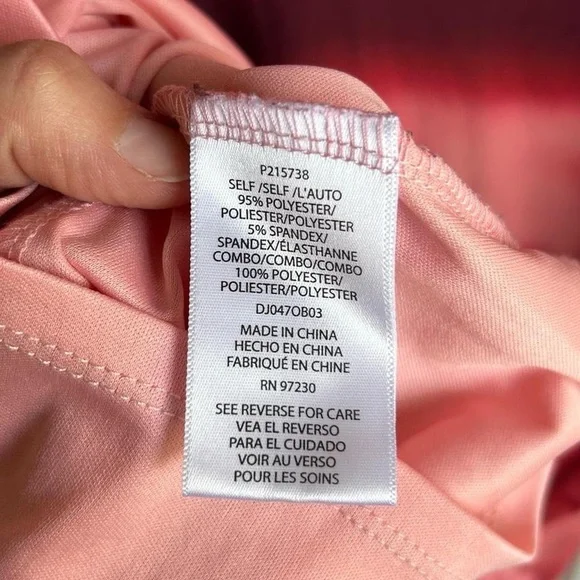 P215738
SELF /SELF /L'AUTO
95% POLYESTER/
POLIESTER/POLYESTER
5% SPANDEX/
SPANDEX/ÉLASTHANNE
COMBO/COMBO/COMBO
100% POLYESTER/
POLIESTER/POLYESTER
DJ047OB03
MADE IN CHINA
HECHO EN CHINA
FABRIQUÉ EN CHINE
RN 97230
SEE REVERSE FOR CARE
VEA EL REVERSO
PARA EL CUIDADO
VOIR AU VERSO
POUR LES SOINS